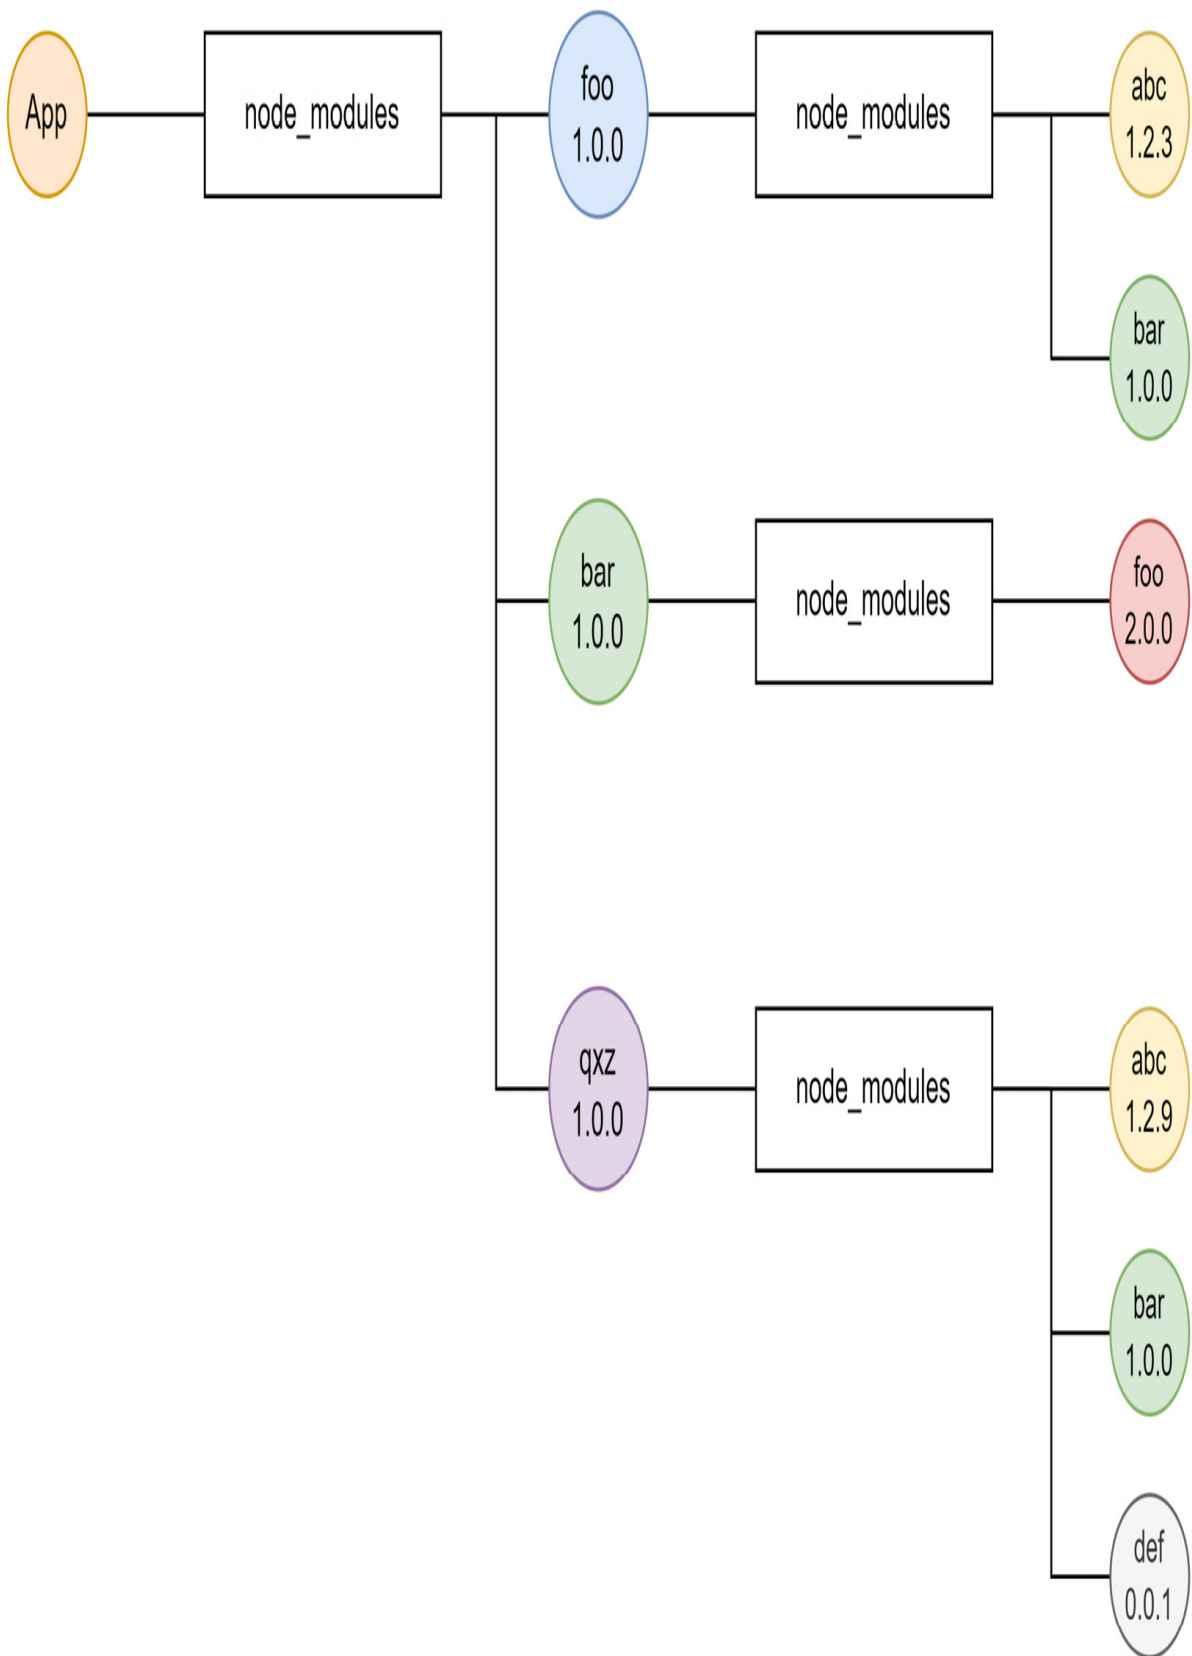 App
node_modules
foo
1.0.0
node_modules
abc
1.2.3
bar
1.0.0
bar
1.0.0
node_modules
foo
2.0.0
qxz
1.0.0
node_modules
abc
1.2.9
bar
1.0.0
def
0.0.1